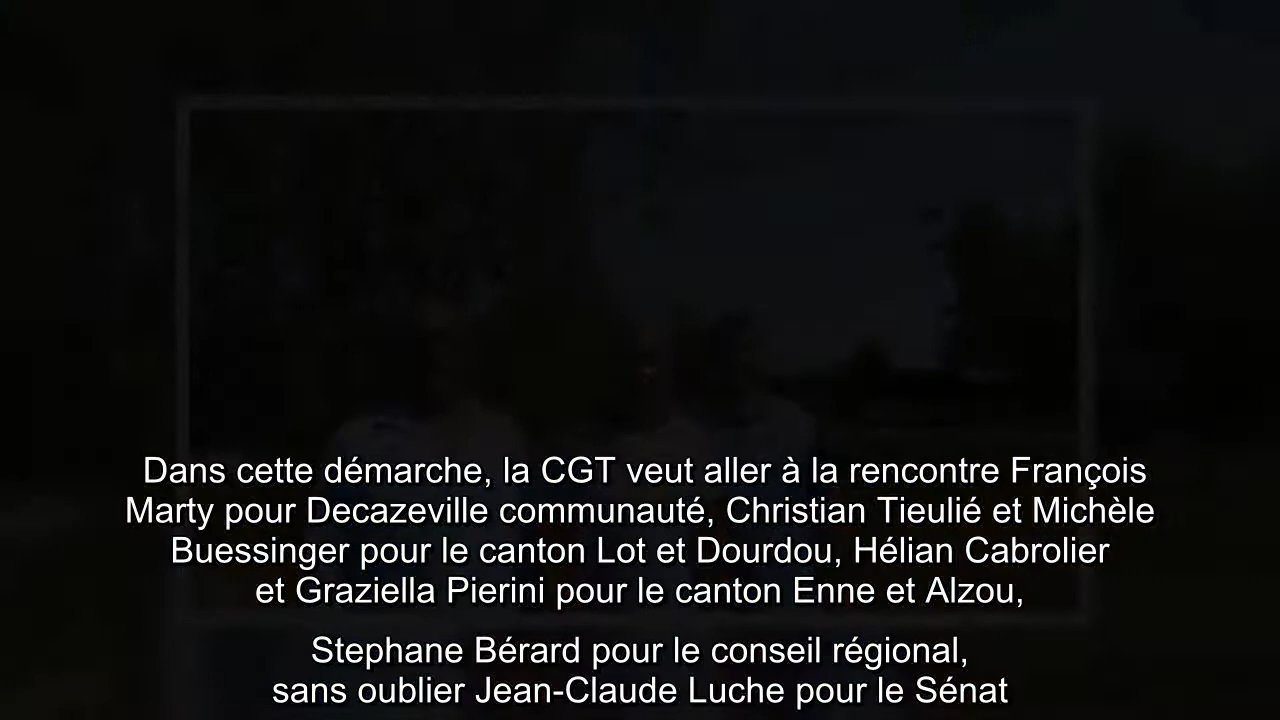 Dans cette démarche, la CGT veut aller à la rencontre François
Marty pour Decazeville communauté, Christian Tieulié et Michèle
Buessinger pour le canton Lot et Dourdou, Hélian Cabrolier
et Graziella Pierini pour le canton Enne et Alzou,
Stephane Bérard pour le conseil régional,
sans oublier Jean-Claude Luche pour le Sénat